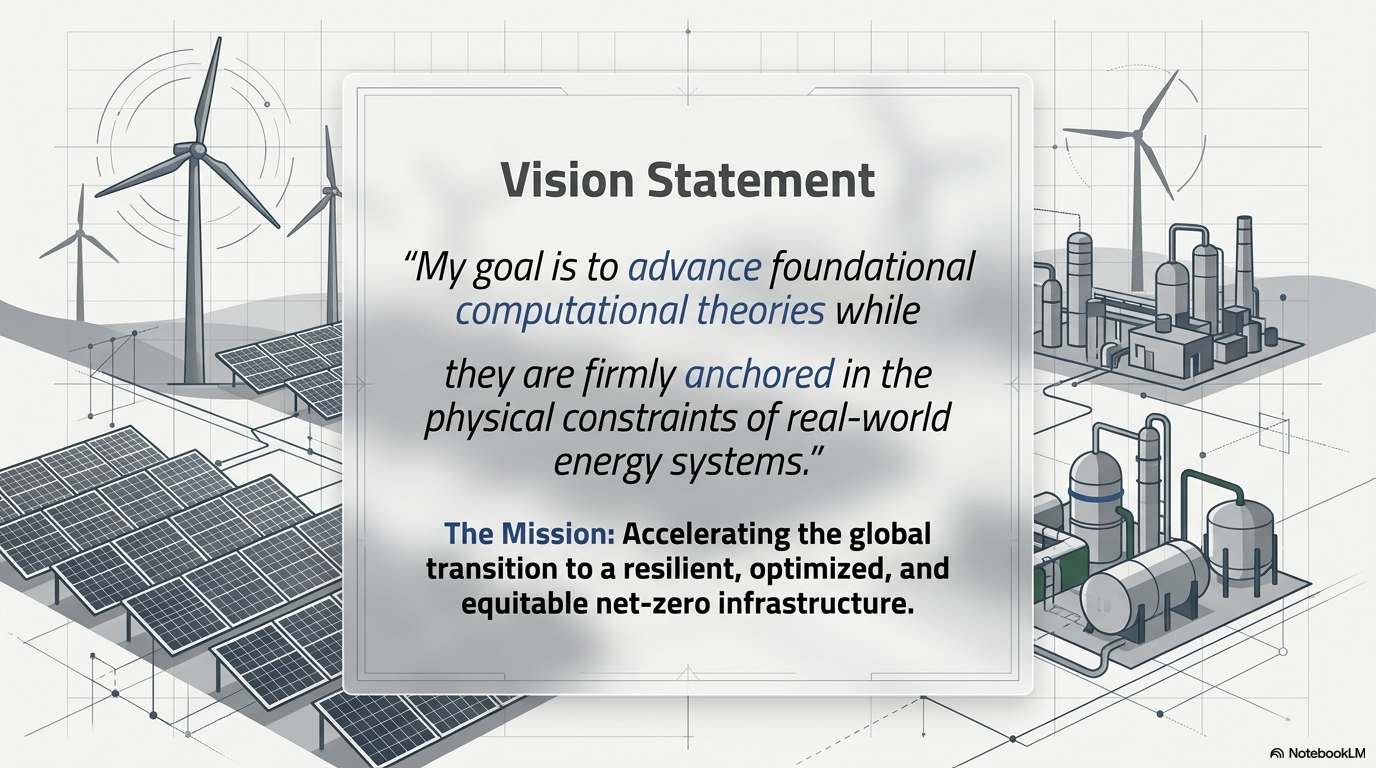 Vision Statement
“My goal is to advance foundational
computational theories while
they are firmly anchored in the
physical constraints of real-world
energy systems.”
The Mission: Accelerating the global
transition to a resilient, optimized, and
equitable net-zero infrastructure.
NotebookLM